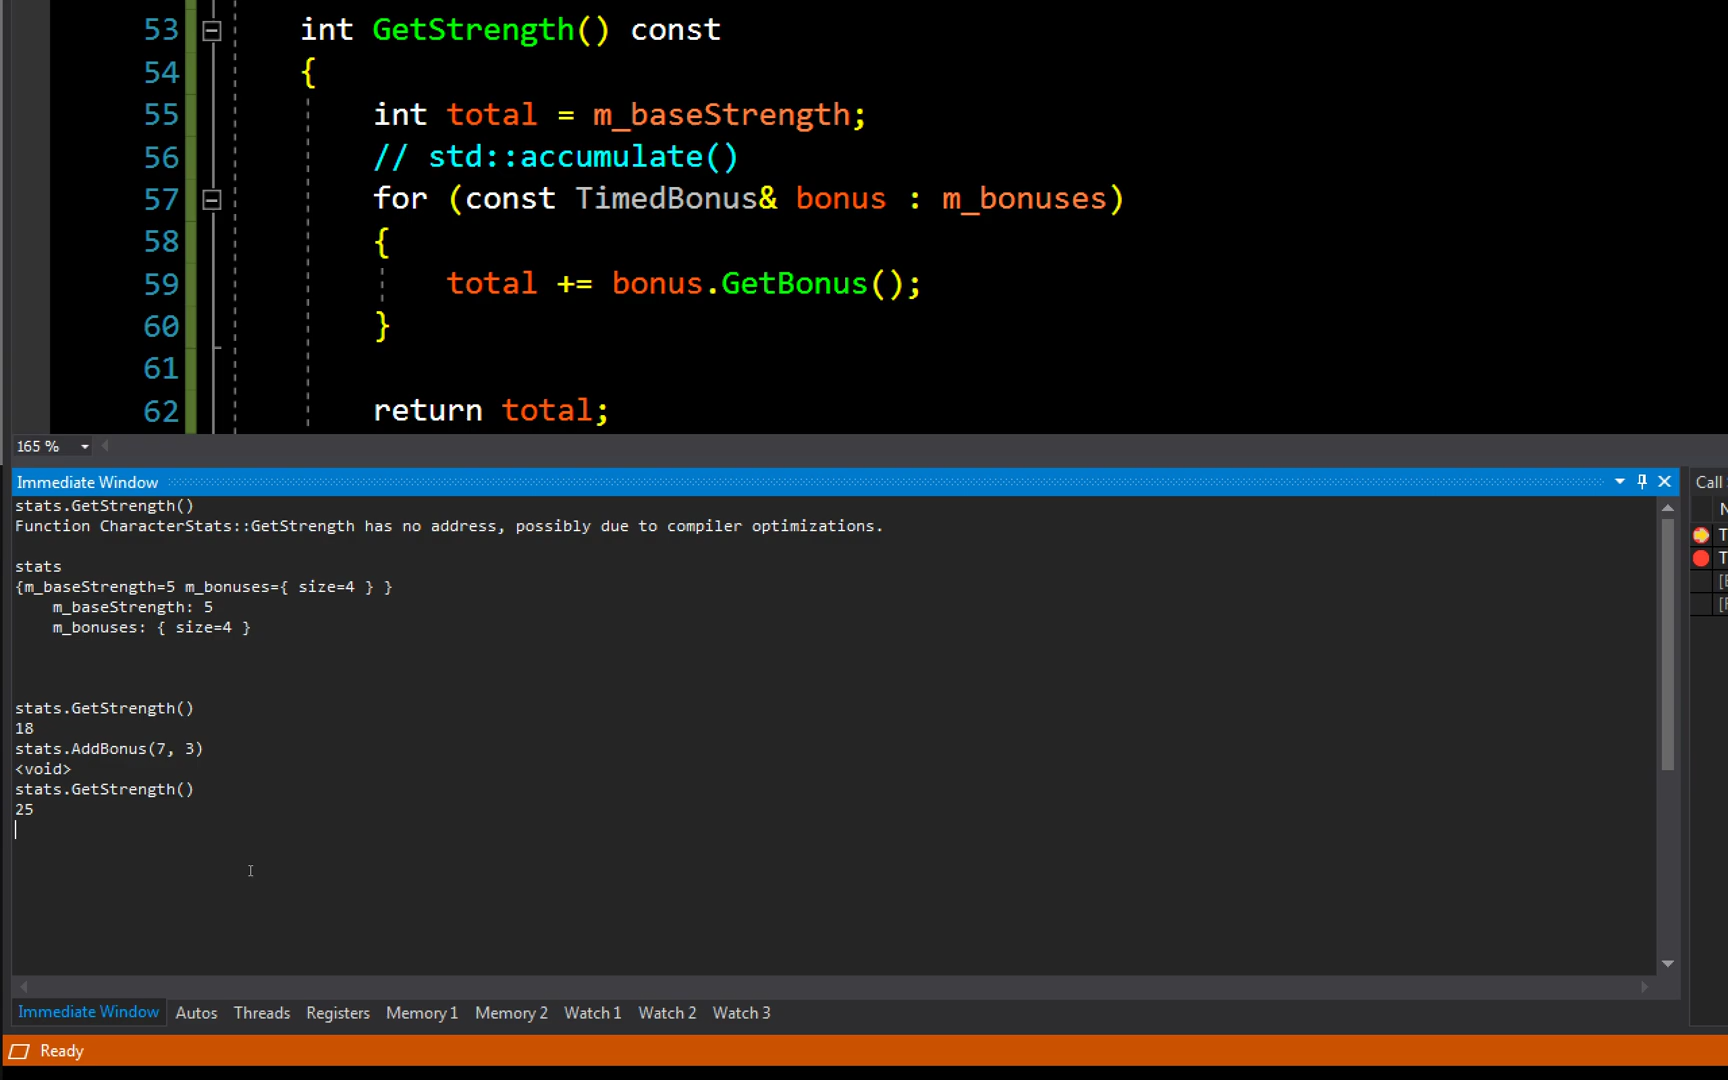 53 int GetStrength() const
54 {
55 int total = m_baseStrength;
56 // std::accumulate()
57 for (const TimedBonus& bonus : m_bonuses)
58 {
59 total += bonus.GetBonus();
60 }
61
62 return total;
165 %
Immediate Window
Call
stats.GetStrength()
Function CharacterStats::GetStrength has no address, possibly due to compiler optimizations.
stats
{m_baseStrength=5 m_bonuses={ size=4 } }
m_baseStrength: 5
m_bonuses: { size=4 }
stats.GetStrength()
18
stats.AddBonus(7, 3)
<void>
stats.GetStrength()
25
Immediate Window Autos Threads Registers Memory 1 Memory 2 Watch 1 Watch 2 Watch 3
Ready